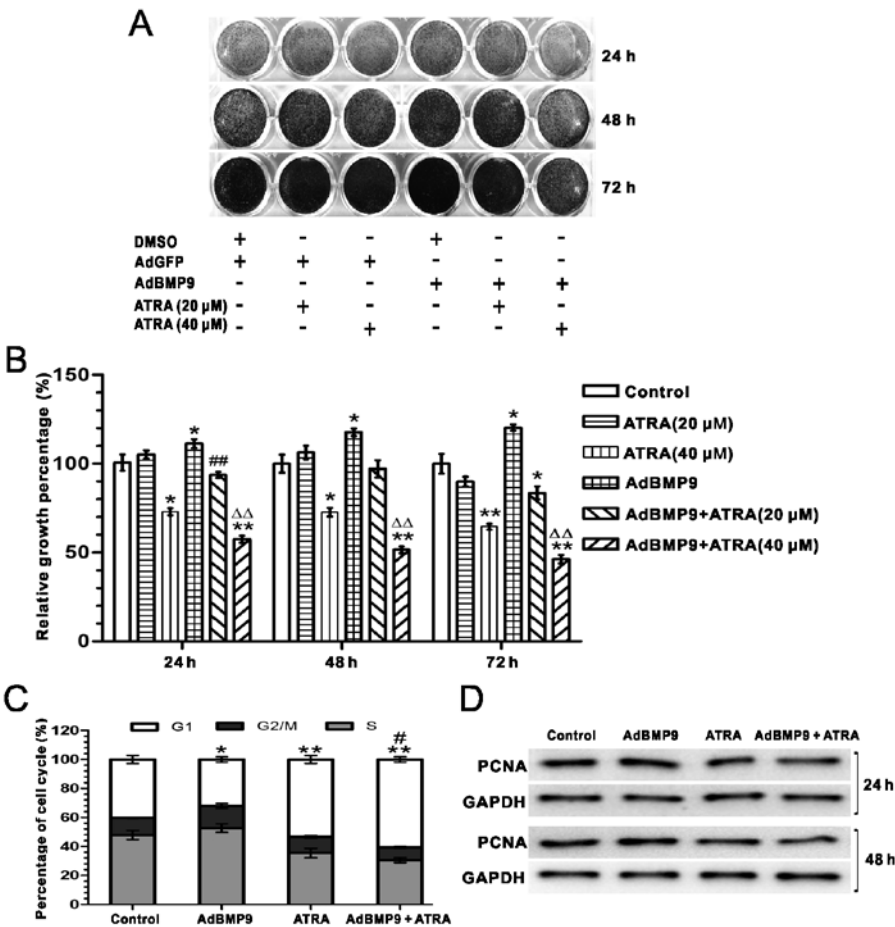 A
24 h
48 h
72 h
DMSO + - - + - -
AdGFP + + + - - -
AdBMP9 - - - + + +
ATRA (20 μM) - + - - + -
ATRA (40 μM) - - + - - +
B
Relative growth percentage (%)
150
100
50
0
* * ## ΔΔ **
* * ΔΔ **
** * * ΔΔ **
24 h 48 h 72 h
Control
ATRA(20 μM)
ATRA(40 μM)
AdBMP9
AdBMP9+ATRA(20 μM)
AdBMP9+ATRA(40 μM)
C
Percentage of cell cycle (%)
G1 G2/M S
120
100
80
60
40
20
0
* ** # **
Control AdBMP9 ATRA AdBMP9 + ATRA
D
Control AdBMP9 ATRA AdBMP9 + ATRA
PCNA
GAPDH
24 h
PCNA
GAPDH
48 h